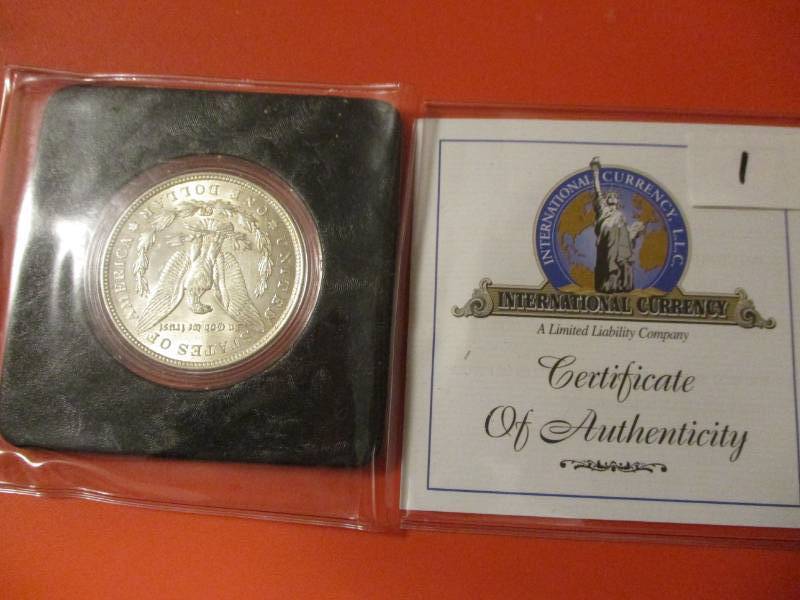 UNITED STATES OF AMERICA
ONE DOLLAR
In God we trust
1
INTERNATIONAL CURRENCY, L.L.C.
INTERNATIONAL CURRENCY
A Limited Liability Company
Certificate
Of Authenticity